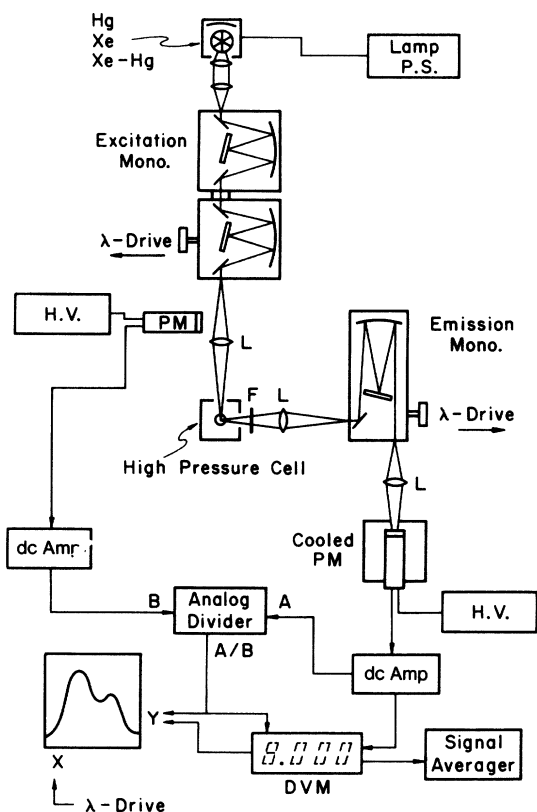 Hg
Xe
Xe-Hg
Lamp
P.S.
Excitation
Mono.
λ-Drive
H.V.
PM
L
Emission
Mono.
F
L
λ-Drive
High Pressure Cell
L
Cooled
PM
dc Amp
H.V.
B
Analog
Divider
A
A/B
dc Amp
Y
8.000
Signal
Averager
X
DVM
λ-Drive